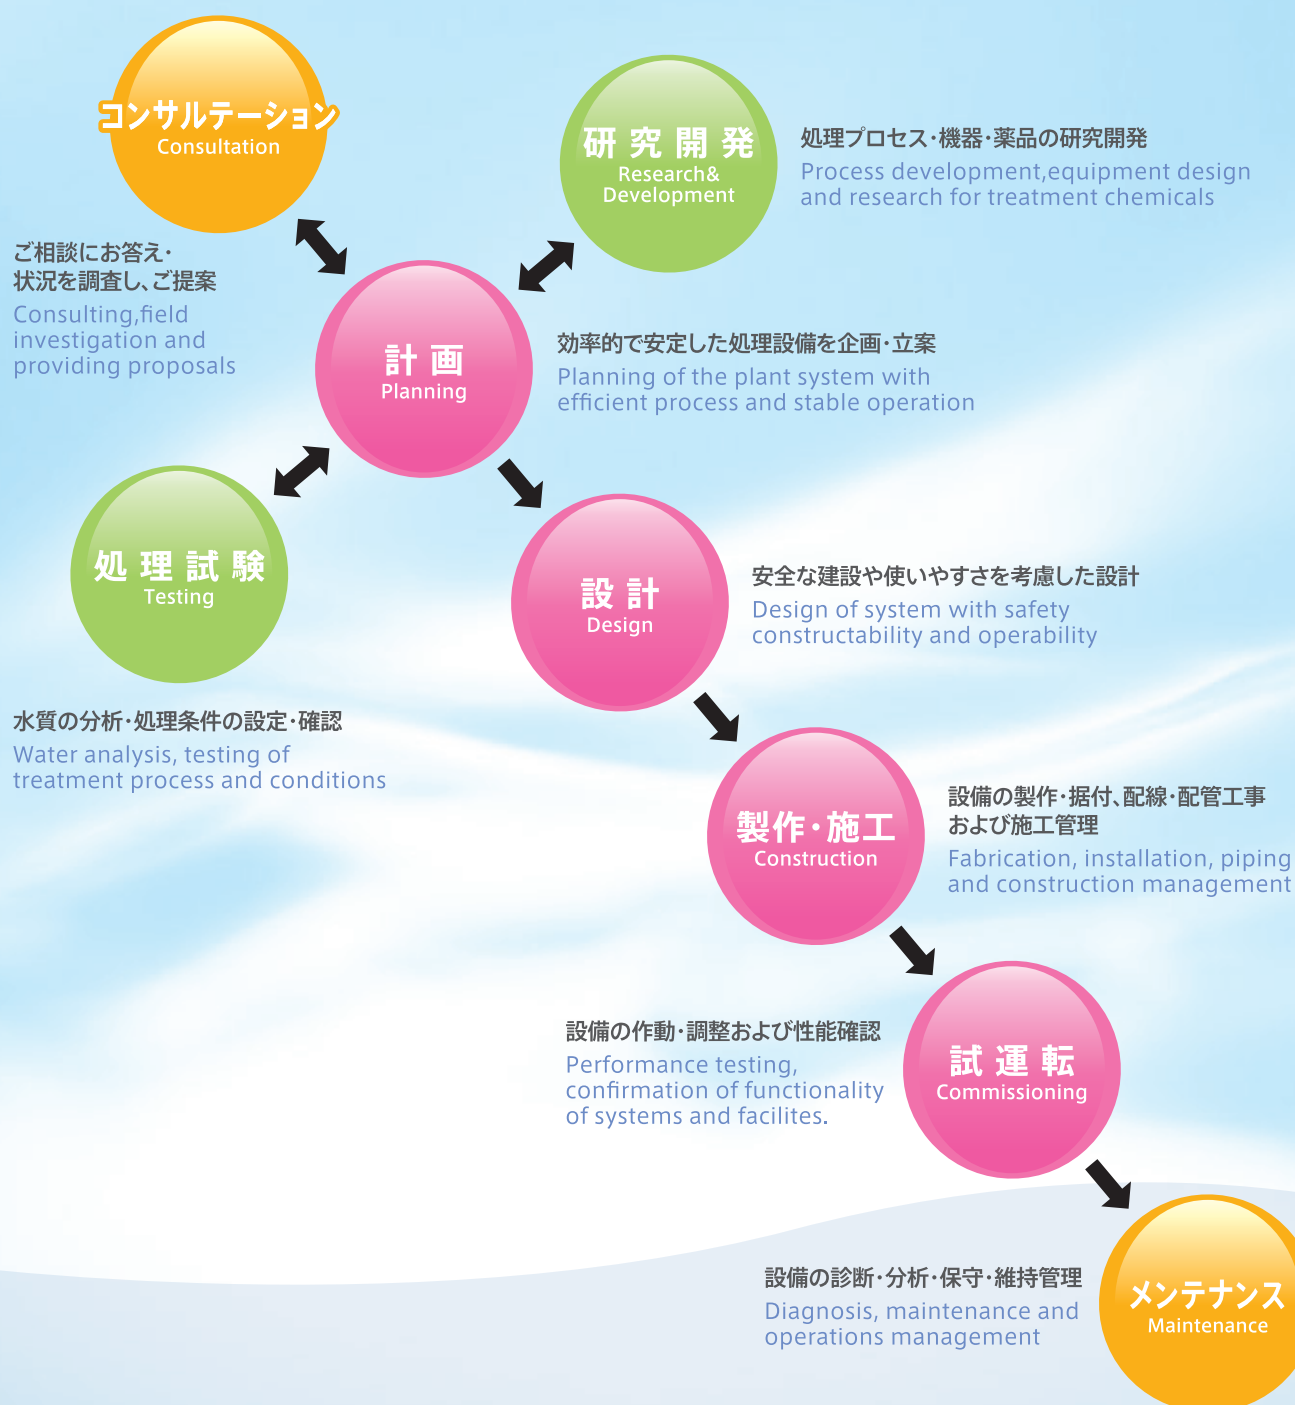 コンサルテーション
Consultation
ご相談にお答え・
状況を調査し、ご提案
Consulting,field
investigation and
providing proposals
研究開発
Research&
Development
処理プロセス・機器・薬品の研究開発
Process development,equipment design
and research for treatment chemicals
計画
Planning
効率的で安定した処理設備を企画・立案
Planning of the plant system with
efficient process and stable operation
処理試験
Testing
水質の分析・処理条件の設定・確認
Water analysis, testing of
treatment process and conditions
設計
Design
安全な建設や使いやすさを考慮した設計
Design of system with safety
constructability and operability
製作・施工
Construction
設備の製作・据付、配線・配管工事
および施工管理
Fabrication, installation, piping
and construction management
試運転
Commissioning
設備の作動・調整および性能確認
Performance testing,
confirmation of functionality
of systems and facilites.
メンテナンス
Maintenance
設備の診断・分析・保守・維持管理
Diagnosis, maintenance and
operations management